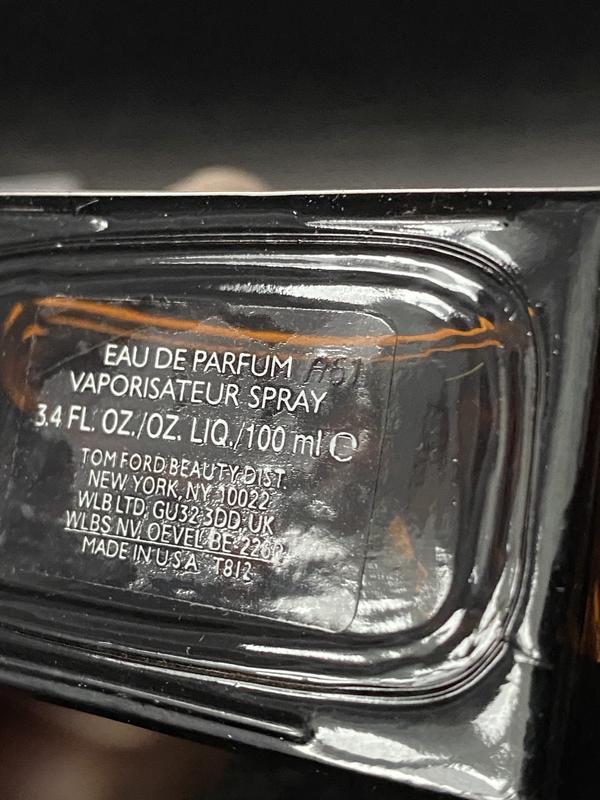 EAU DE PARFUM A61
VAPORISATEUR SPRAY
3.4 FL. OZ./OZ. LIQ./100 ml ℮
TOM FORD BEAUTY DIST.
NEW YORK, NY 10022
WLB LTD, GU32 3DD, UK
WLBS NV, OEVEL BE-2260
MADE IN U.S.A T812